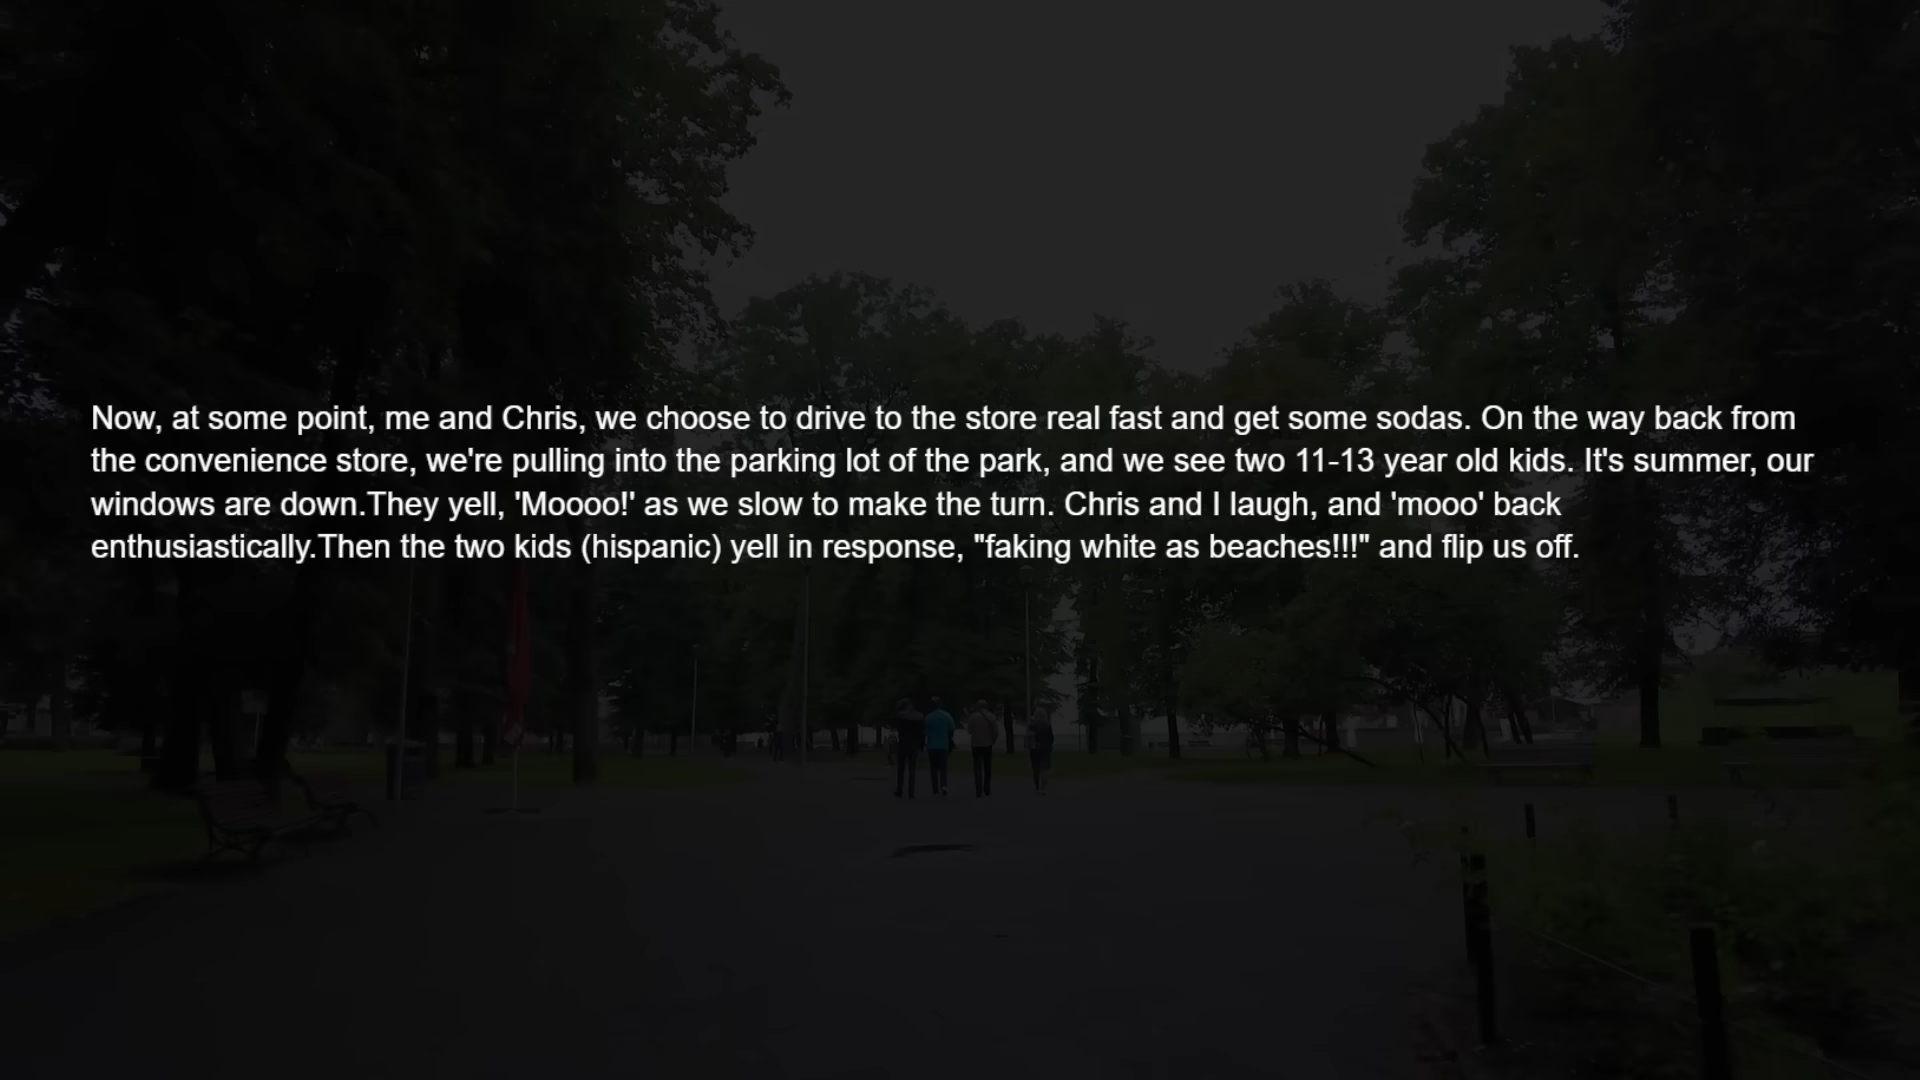 Now, at some point, me and Chris, we choose to drive to the store real fast and get some sodas. On the way back from
the convenience store, we're pulling into the parking lot of the park, and we see two 11-13 year old kids. It's summer, our
windows are down.They yell, 'Moooo!' as we slow to make the turn. Chris and I laugh, and 'mooo' back
enthusiastically.Then the two kids (hispanic) yell in response, "faking white as beaches!!!" and flip us off.